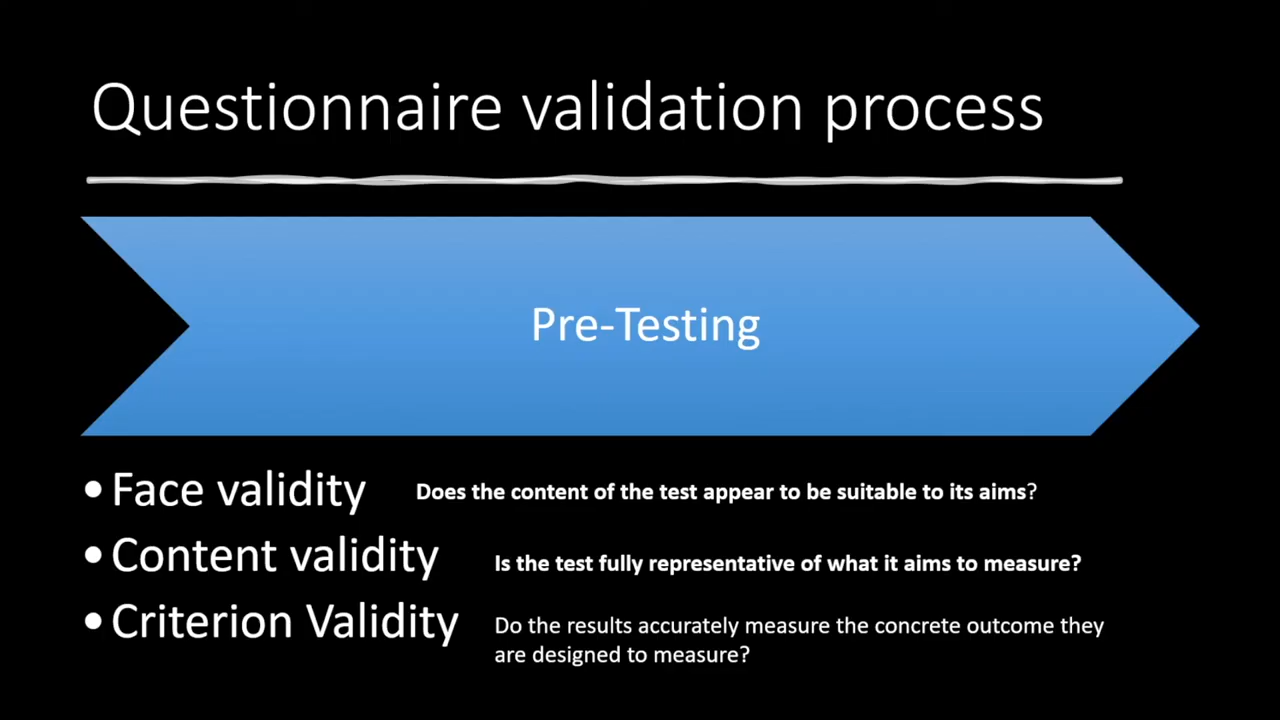 Questionnaire validation process
Pre-Testing
•Face validity Does the content of the test appear to be suitable to its aims?
•Content validity Is the test fully representative of what it aims to measure?
•Criterion Validity Do the results accurately measure the concrete outcome they
are designed to measure?